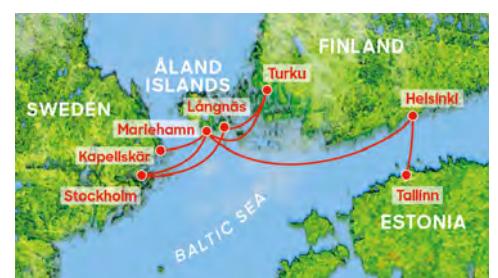 FINLAND
ÅLAND
ISLANDS
Turku
SWEDEN
Långnäs
Helsinki
Mariehamn
Kapellskär
Stockholm
Tallinn
BALTIC SEA
ESTONIA